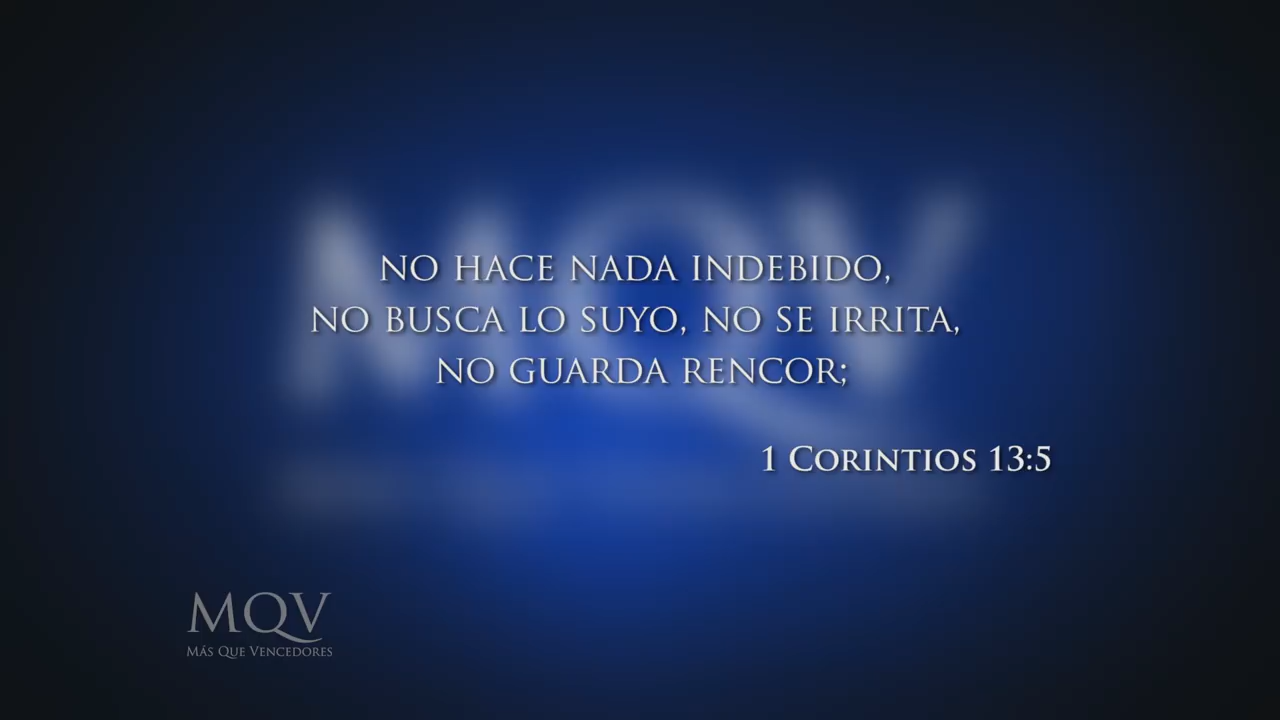 NO HACE NADA INDEBIDO,
NO BUSCA LO SUYO, NO SE IRRITA,
NO GUARDA RENCOR;
1 CORINTIOS 13:5
MQV
MÁS QUE VENCEDORES